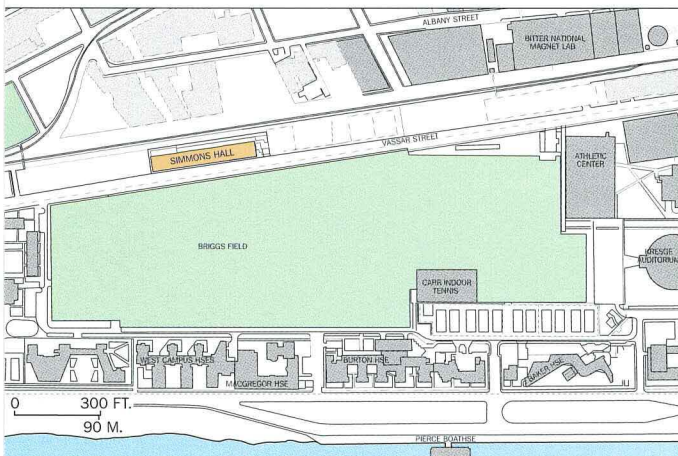 ALBANY STREET
BITTER NATIONAL
MAGNET LAB
VASSAR STREET
SIMMONS HALL
ATHLETIC
CENTER
BRIGGS FIELD
KRESGE
AUDITORIUM
CARR INDOOR
TENNIS
WEST CAMPUS HSES
BURTON HSE
BAKER HSE
MACGREGOR HSE
0 300 FT.
90 M.
PIERCE BOATHSE